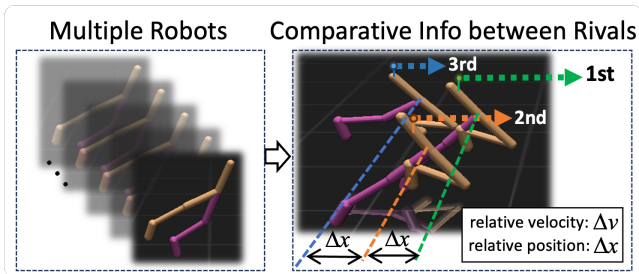 Multiple Robots
Comparative Info between Rivals
3rd
1st
2nd
Δx Δx
relative velocity: Δv
relative position: Δx